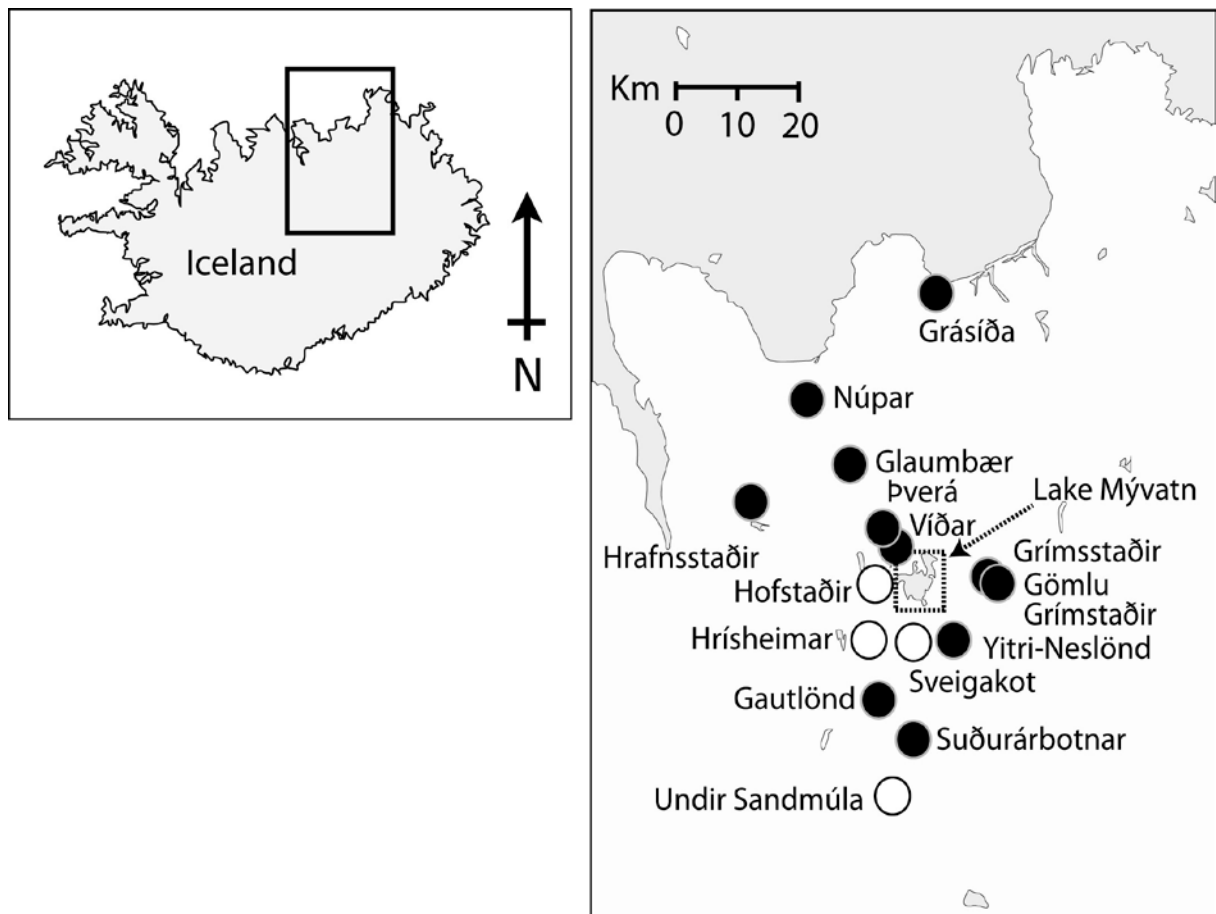 Iceland
N
Km
0 10 20
Grásíða
Núpar
Glaumbær
Þverá
Lake Mývatn
Víðar
Hrafnsstaðir
Grímsstaðir
Hofstaðir
Gömlu
Grímstaðir
Hrísheimar
Yitri-Neslönd
Sveigakot
Gautlönd
Suðurárbotnar
Undir Sandmúla